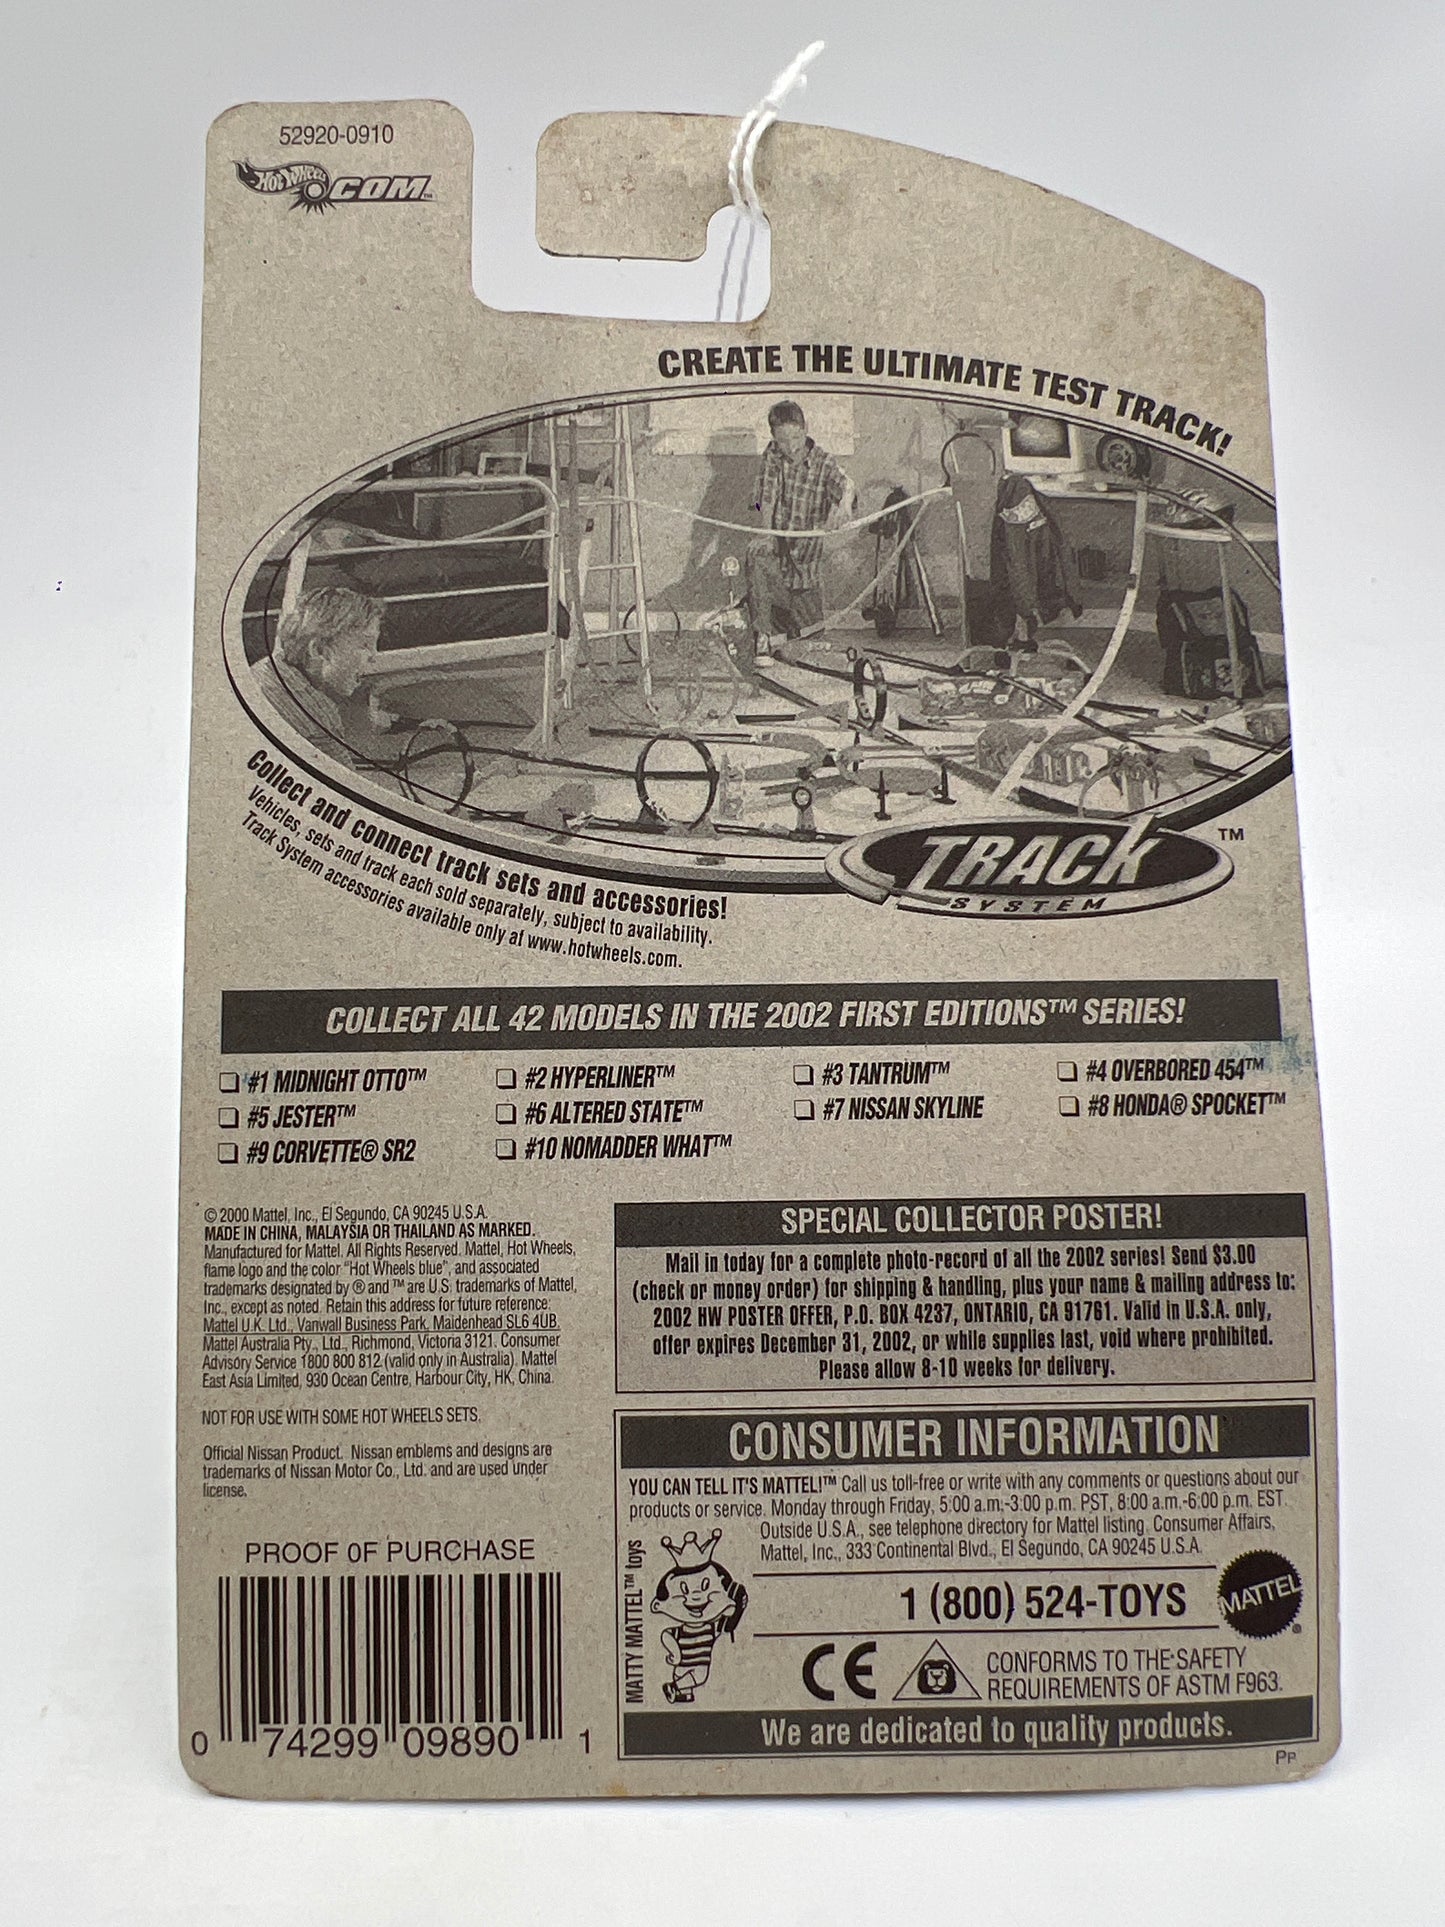 52920-0910
Hot Wheels .COM™
CREATE THE ULTIMATE TEST TRACK!
Collect and connect track sets and accessories!
Vehicles, sets and track each sold separately, subject to availability.
Track System accessories available only at www.hotwheels.com.
TRACK ™
SYSTEM
COLLECT ALL 42 MODELS IN THE 2002 FIRST EDITIONS™ SERIES!
❏ #1 MIDNIGHT OTTO™ ❏ #2 HYPERLINER™ ❏ #3 TANTRUM™ ❏ #4 OVERBORED 454™
❏ #5 JESTER™ ❏ #6 ALTERED STATE™ ❏ #7 NISSAN SKYLINE ❏ #8 HONDA® SPOCKET™
❏ #9 CORVETTE® SR2 ❏ #10 NOMADDER WHAT™
© 2000 Mattel, Inc., El Segundo, CA 90245 U.S.A.
MADE IN CHINA, MALAYSIA OR THAILAND AS MARKED.
Manufactured for Mattel. All Rights Reserved. Mattel, Hot Wheels,
flame logo and the color "Hot Wheels blue", and associated
trademarks designated by ® and ™ are U.S. trademarks of Mattel,
Inc., except as noted. Retain this address for future reference:
Mattel U.K. Ltd., Vanwall Business Park, Maidenhead SL6 4UB.
Mattel Australia Pty., Ltd., Richmond, Victoria 3121. Consumer
Advisory Service 1800 800 812 (valid only in Australia). Mattel
East Asia Limited, 930 Ocean Centre, Harbour City, HK, China.
NOT FOR USE WITH SOME HOT WHEELS SETS.
Official Nissan Product. Nissan emblems and designs are
trademarks of Nissan Motor Co., Ltd. and are used under
license.
PROOF OF PURCHASE
0 74299 09890 1
SPECIAL COLLECTOR POSTER!
Mail in today for a complete photo-record of all the 2002 series! Send $3.00
(check or money order) for shipping & handling, plus your name & mailing address to:
2002 HW POSTER OFFER, P.O. BOX 4237, ONTARIO, CA 91761. Valid in U.S.A. only,
offer expires December 31, 2002, or while supplies last, void where prohibited.
Please allow 8-10 weeks for delivery.
CONSUMER INFORMATION
YOU CAN TELL IT'S MATTEL!™ Call us toll-free or write with any comments or questions about our
products or service. Monday through Friday, 5:00 a.m.-3:00 p.m. PST, 8:00 a.m.-6:00 p.m. EST.
Outside U.S.A., see telephone directory for Mattel listing. Consumer Affairs,
Mattel, Inc., 333 Continental Blvd., El Segundo, CA 90245 U.S.A.
MATTY MATTEL™ toys
1 (800) 524-TOYS
MATTEL®
CE
CONFORMS TO THE SAFETY
REQUIREMENTS OF ASTM F963.
We are dedicated to quality products.
PP